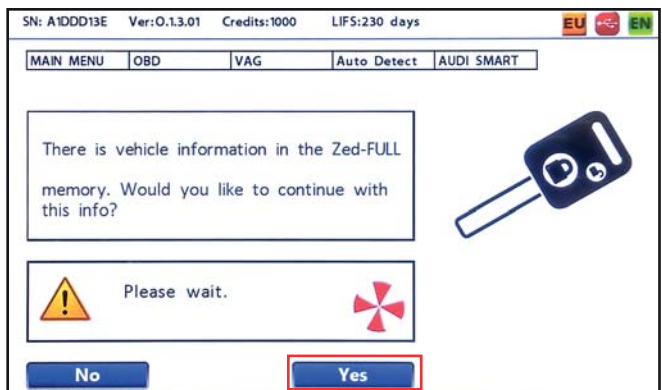 SN: A1DDD13E Ver:0.1.3.01 Credits:1000 LIFS:230 days EU EN
MAIN MENU OBD VAG Auto Detect AUDI SMART
There is vehicle information in the Zed-FULL
memory. Would you like to continue with
this info?
Please wait.
No Yes